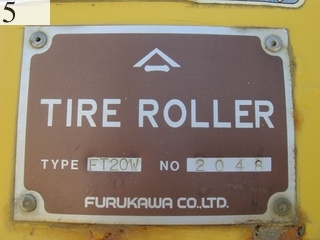 5
TIRE ROLLER
TYPE FT20W NO 2048
FURUKAWA CO.,LTD.